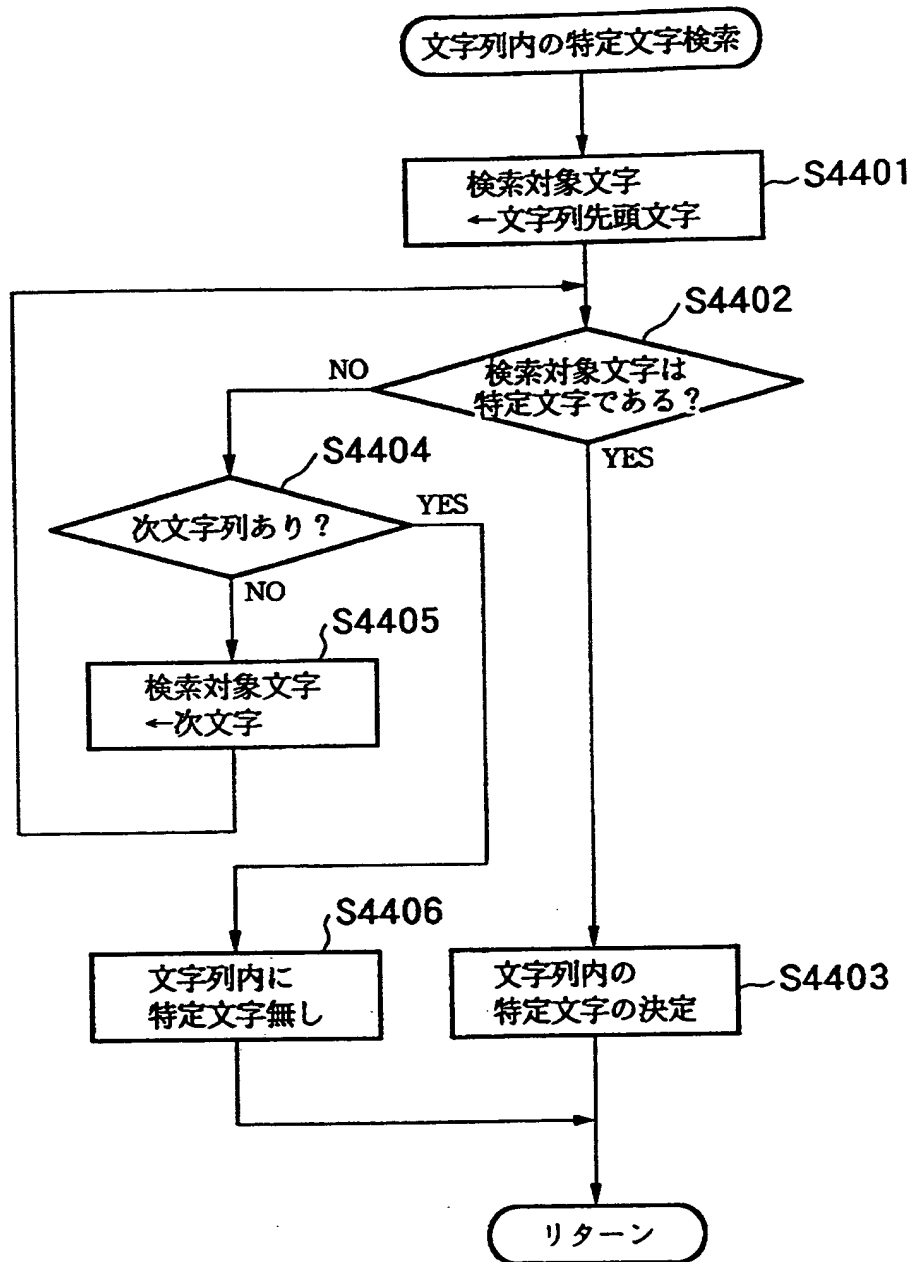 文字列内の特定文字検索
検索対象文字
←文字列先頭文字
S4401
S4402
検索対象文字は
特定文字である？
NO
YES
S4404
次文字列あり？
YES
NO
S4405
検索対象文字
←次文字
S4406
文字列内に
特定文字無し
文字列内の
特定文字の決定
S4403
リターン